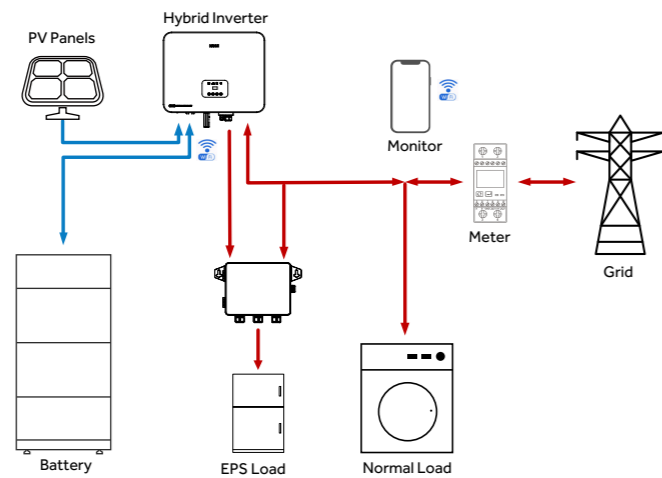 Hybrid Inverter
PV Panels
Monitor
Meter
Grid
Battery
EPS Load
Normal Load